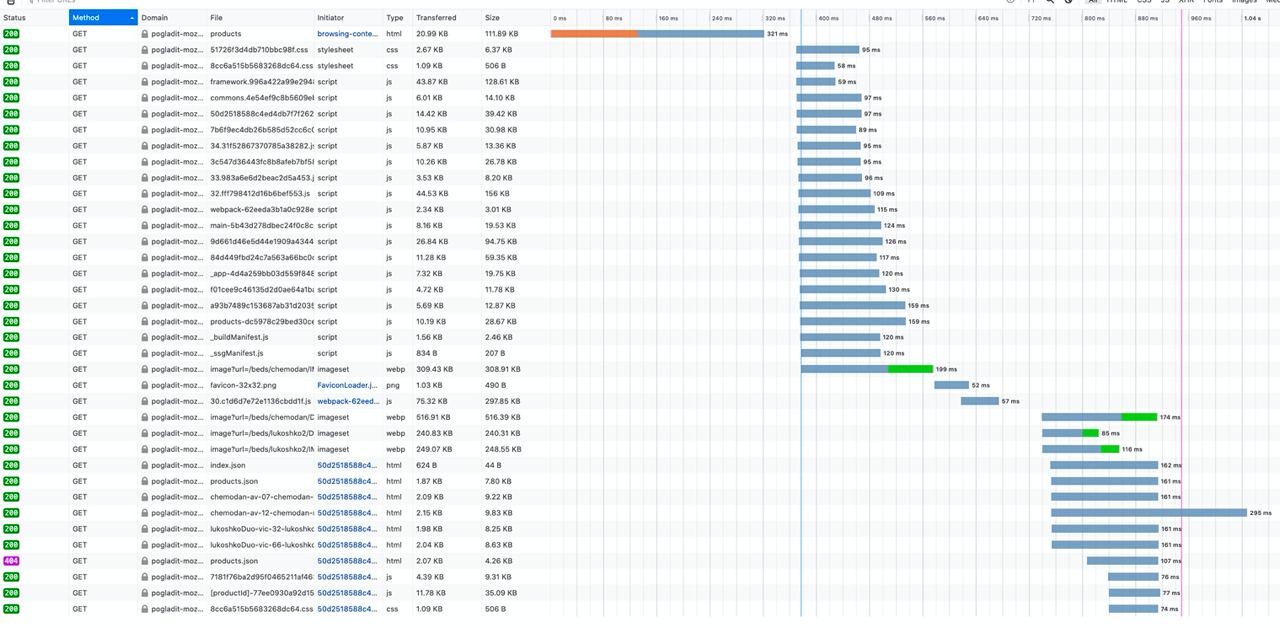 Status Method Domain File Initiator Type Transferred Size 0 ms 80 ms 160 ms 240 ms 320 ms 400 ms 480 ms 560 ms 640 ms 720 ms 800 ms 880 ms 960 ms 1.04 s
200 GET pogladit-moz... products browsing-conte... html 20.99 KB 111.89 KB 321 ms
200 GET pogladit-moz... 51726f3d4db710bbc98f.css stylesheet css 2.67 KB 6.37 KB 95 ms
200 GET pogladit-moz... 8cc6a515b5683268dc64.css stylesheet css 1.09 KB 506 B 58 ms
200 GET pogladit-moz... framework.996a422a99e294 script js 43.87 KB 128.61 KB 59 ms
200 GET pogladit-moz... commons.4e54ef9c8b5609e script js 6.01 KB 14.10 KB 97 ms
200 GET pogladit-moz... 50d2518588c4ed4db7f7f262 script js 14.42 KB 39.42 KB 97 ms
200 GET pogladit-moz... 7b6f9ec4db26b585d52cc6c script js 10.95 KB 30.98 KB 89 ms
200 GET pogladit-moz... 34.31f52867370785a38282.j script js 5.87 KB 13.36 KB 95 ms
200 GET pogladit-moz... 3c547d36443fc8b8afeb7bf5 script js 10.26 KB 26.78 KB 95 ms
200 GET pogladit-moz... 33.983a6e6d2beac2d5a453.j script js 3.53 KB 8.20 KB 96 ms
200 GET pogladit-moz... 32.fff798412d16b6bef553.js script js 44.53 KB 156 KB 109 ms
200 GET pogladit-moz... webpack-62eeda3b1a0c928e script js 2.34 KB 3.01 KB 115 ms
200 GET pogladit-moz... main-5b43d278dbec24f0c8c script js 8.16 KB 19.53 KB 124 ms
200 GET pogladit-moz... 9d661d46e5d44e1909a4344 script js 26.84 KB 94.75 KB 126 ms
200 GET pogladit-moz... 84d449fbd24c7a563a66bc0 script js 11.28 KB 59.35 KB 117 ms
200 GET pogladit-moz... _app-4d4a259bb03d559f848 script js 7.32 KB 19.75 KB 120 ms
200 GET pogladit-moz... f01cee9c46135d2d0ae64a1b script js 4.72 KB 11.78 KB 130 ms
200 GET pogladit-moz... a93b7489c153687ab31d2035 script js 5.69 KB 12.87 KB 159 ms
200 GET pogladit-moz... products-dc5978c29bed30ce script js 10.19 KB 28.67 KB 159 ms
200 GET pogladit-moz... _buildManifest.js script js 1.56 KB 2.46 KB 120 ms
200 GET pogladit-moz... _ssgManifest.js script js 834 B 207 B 120 ms
200 GET pogladit-moz... image?url=/beds/chemodan/I imageset webp 309.43 KB 308.91 KB 199 ms
200 GET pogladit-moz... favicon-32x32.png FaviconLoader.j... png 1.03 KB 490 B 52 ms
200 GET pogladit-moz... 30.c1d6d7e72e1136cbdd1f.js webpack-62eed... js 75.32 KB 297.85 KB 57 ms
200 GET pogladit-moz... image?url=/beds/chemodan/D imageset webp 516.91 KB 516.39 KB 174 ms
200 GET pogladit-moz... image?url=/beds/lukoshko2/D imageset webp 240.83 KB 240.31 KB 85 ms
200 GET pogladit-moz... image?url=/beds/lukoshko2/I imageset webp 249.07 KB 248.55 KB 116 ms
200 GET pogladit-moz... index.json 50d2518588c4... html 624 B 44 B 162 ms
200 GET pogladit-moz... products.json 50d2518588c4... html 1.87 KB 7.80 KB 161 ms
200 GET pogladit-moz... chemodan-av-07-chemodan- 50d2518588c4... html 2.09 KB 9.22 KB 161 ms
200 GET pogladit-moz... chemodan-av-12-chemodan- 50d2518588c4... html 2.15 KB 9.83 KB 295 ms
200 GET pogladit-moz... lukoshkoDuo-vic-32-lukoshk 50d2518588c4... html 1.98 KB 8.25 KB 161 ms
200 GET pogladit-moz... lukoshkoDuo-vic-66-lukoshk 50d2518588c4... html 2.04 KB 8.63 KB 161 ms
404 GET pogladit-moz... products.json 50d2518588c4... html 2.07 KB 4.26 KB 107 ms
200 GET pogladit-moz... 7181f76ba2d95f0465211af46 50d2518588c4... js 4.39 KB 9.31 KB 76 ms
200 GET pogladit-moz... [productId]-77ee0930a92d15 50d2518588c4... js 11.78 KB 35.09 KB 77 ms
200 GET pogladit-moz... 8cc6a515b5683268dc64.css 50d2518588c4... css 1.09 KB 506 B 74 ms